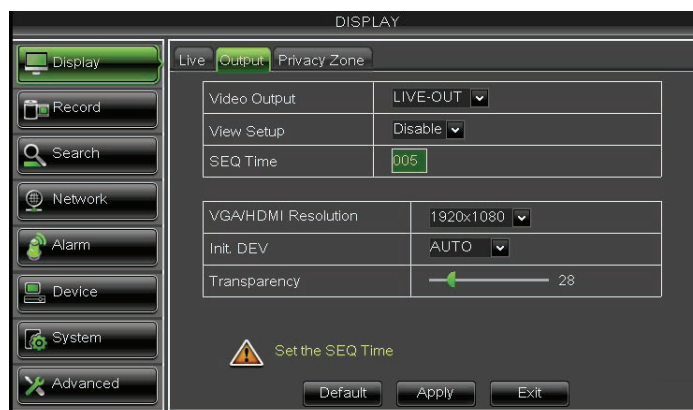 DISPLAY
Display
Record
Search
Network
Alarm
Device
System
Advanced
Live Output Privacy Zone
Video Output LIVE-OUT
View Setup Disable
SEQ Time 005
VGA/HDMI Resolution 1920x1080
Init. DEV AUTO
Transparency 28
Set the SEQ Time
Default Apply Exit